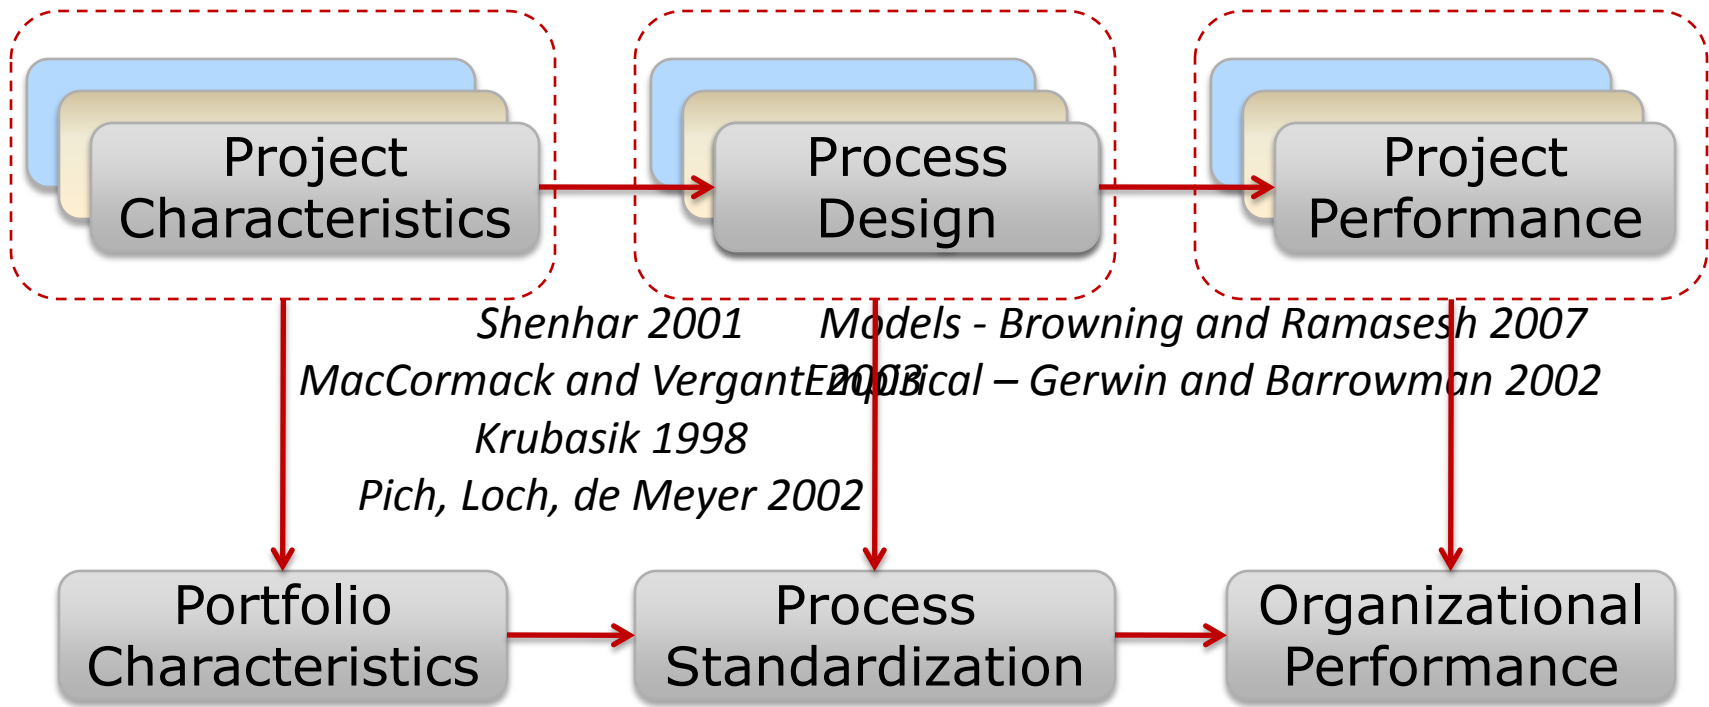 Project
Characteristics
Process
Design
Project
Performance
Shenhar 2001
MacCormack and Verganti 2003
Krubasik 1998
Pich, Loch, de Meyer 2002
Models - Browning and Ramasesh 2007
Empirical – Gerwin and Barrowman 2002
Portfolio
Characteristics
Process
Standardization
Organizational
Performance